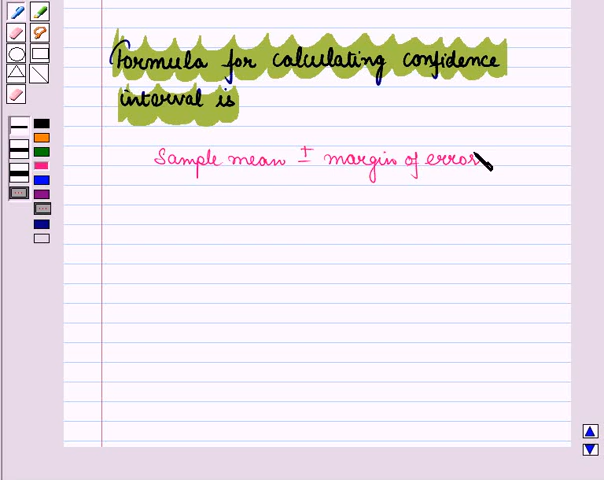 Formula for calculating confidence
interval is
Sample mean ± margin of error